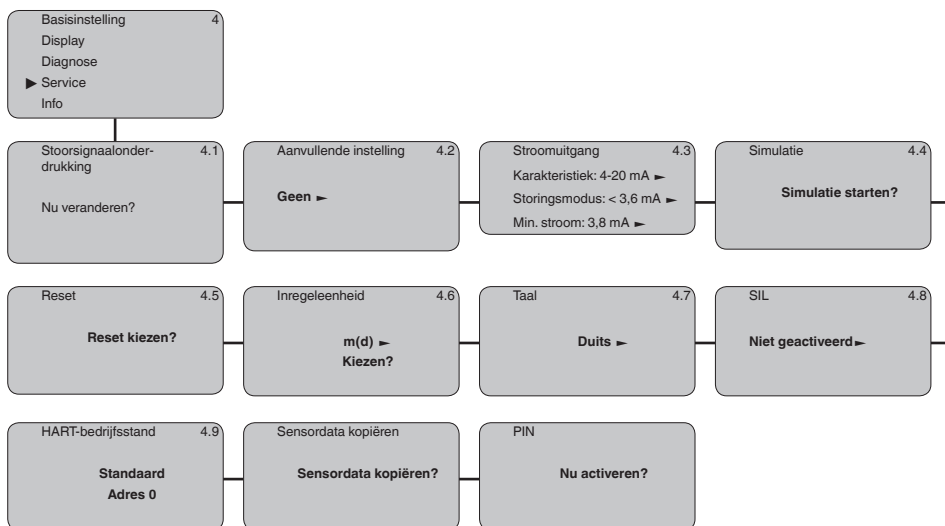 Basisinstelling 4
Display
Diagnose
▶ Service
Info
Stoorsignaalonder- 4.1
drukking
Nu veranderen?
Aanvullende instelling 4.2
Geen ►
Stroomuitgang 4.3
Karakteristiek: 4-20 mA ►
Storingsmodus: < 3,6 mA ►
Min. stroom: 3,8 mA ►
Simulatie 4.4
Simulatie starten?
Reset 4.5
Reset kiezen?
Inregeleenheid 4.6
m(d) ►
Kiezen?
Taal 4.7
Duits ►
SIL 4.8
Niet geactiveerd ►
HART-bedrijfsstand 4.9
Standaard
Adres 0
Sensordata kopiëren
Sensordata kopiëren?
PIN
Nu activeren?